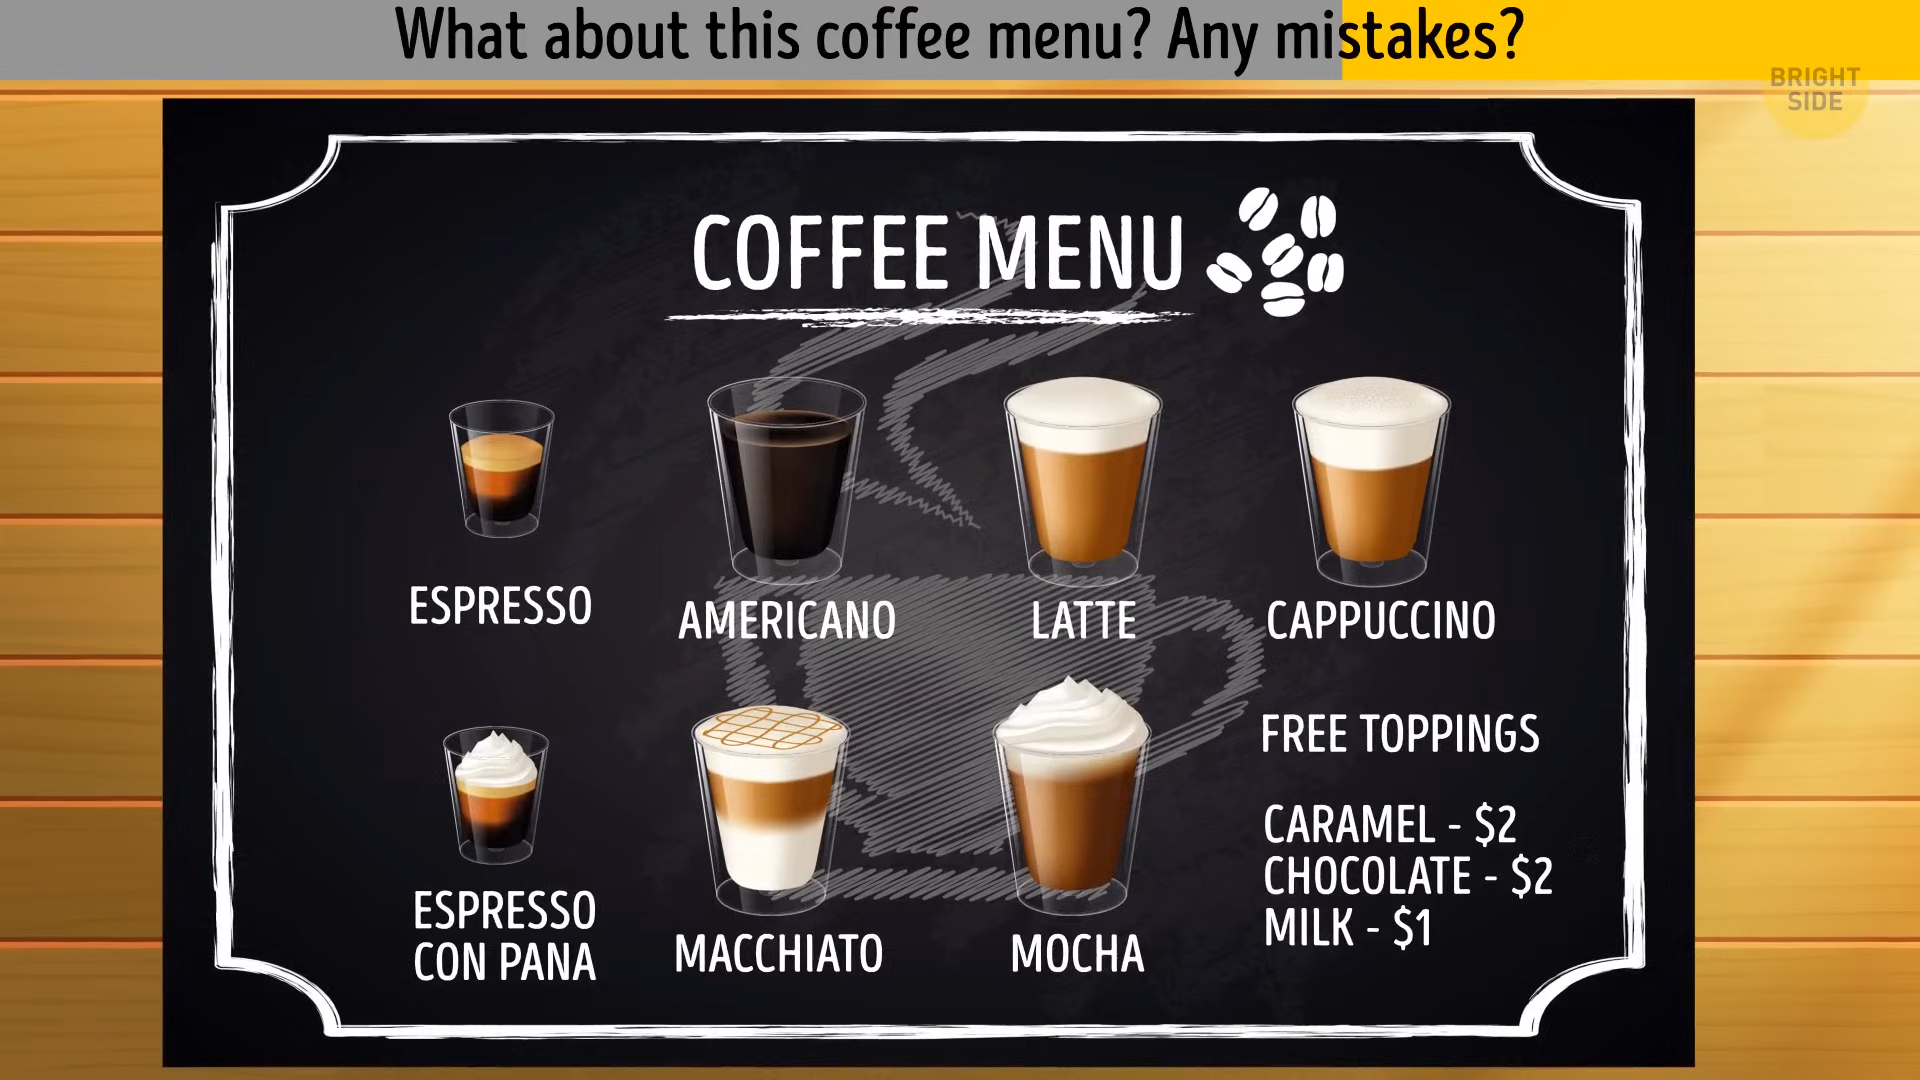 What about this coffee menu? Any mistakes?
BRIGHT
SIDE
COFFEE MENU
ESPRESSO
AMERICANO
LATTE
CAPPUCCINO
ESPRESSO
CON PANA
MACCHIATO
MOCHA
FREE TOPPINGS
CARAMEL - $2
CHOCOLATE - $2
MILK - $1